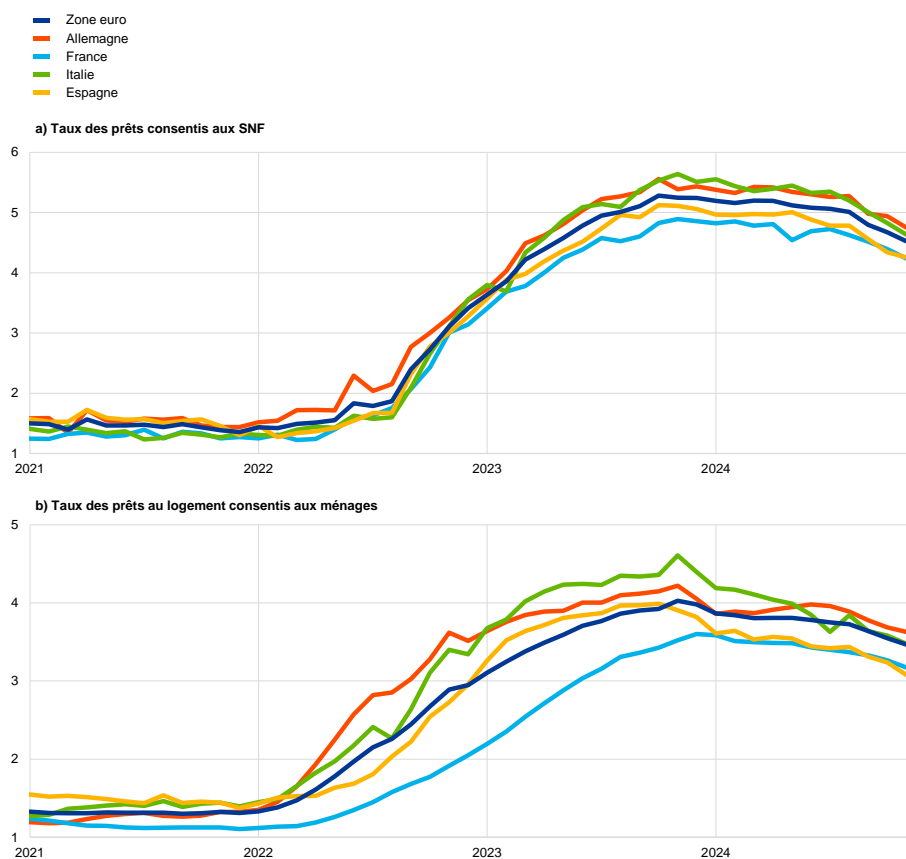 Zone euro
Allemagne
France
Italie
Espagne
a) Taux des prêts consentis aux SNF
6
5
4
3
2
1
2021 2022 2023 2024
b) Taux des prêts au logement consentis aux ménages
5
4
3
2
1
2021 2022 2023 2024